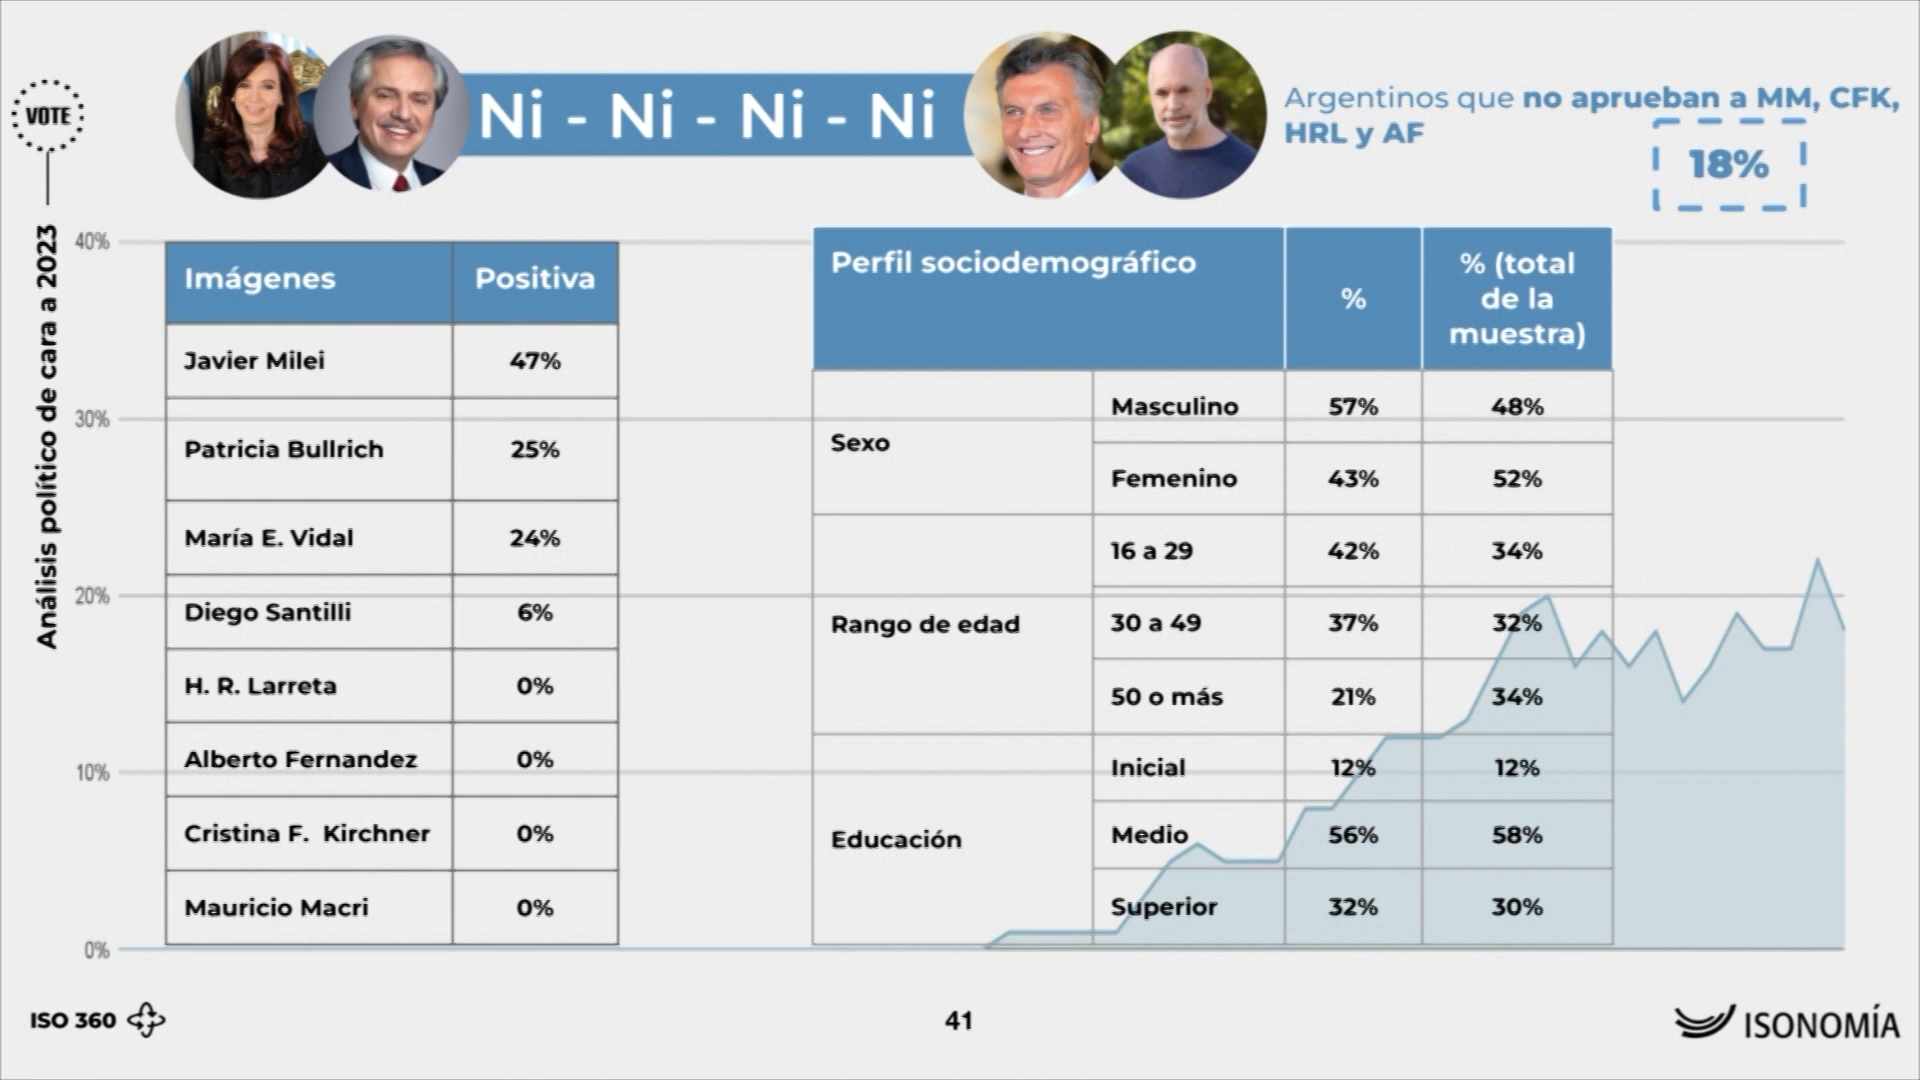 VOTE
Análisis político de cara a 2023
Ni - Ni - Ni - Ni
Argentinos que no aprueban a MM, CFK,
HRL y AF
18%
40%
30%
20%
10%
0%
Imágenes Positiva
Javier Milei 47%
Patricia Bullrich 25%
María E. Vidal 24%
Diego Santilli 6%
H. R. Larreta 0%
Alberto Fernandez 0%
Cristina F. Kirchner 0%
Mauricio Macri 0%
Perfil sociodemográfico % % (total
de la
muestra)
Sexo
Masculino 57% 48%
Femenino 43% 52%
Rango de edad
16 a 29 42% 34%
30 a 49 37% 32%
50 o más 21% 34%
Educación
Inicial 12% 12%
Medio 56% 58%
Superior 32% 30%
ISO 360
41
ISONOMÍA